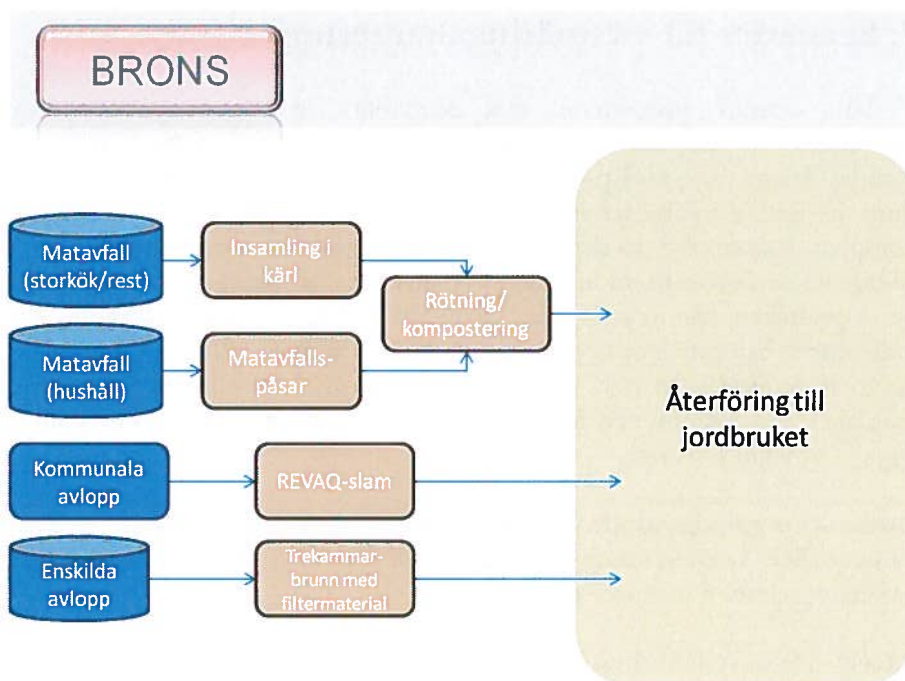 BRONS
Matavfall
(storkök/rest)
Insamling i
kärl
Rötning/
kompostering
Matavfall
(hushåll)
Matavfalls-
påsar
Återföring till
jordbruket
Kommunala
avlopp
REVAQ-slam
Enskilda
avlopp
Trekammar-
brunn med
filtermaterial